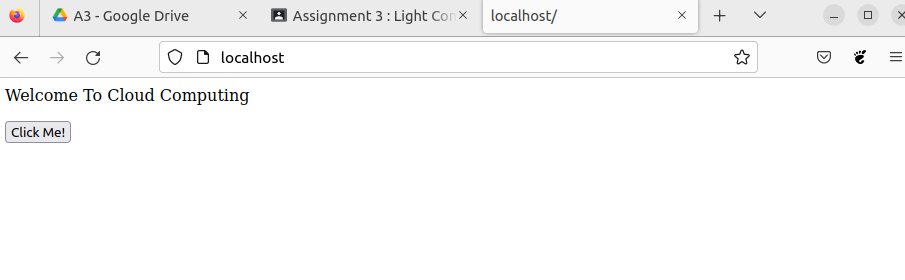 A3 - Google Drive
Assignment 3 : Light Con
localhost/
localhost
Welcome To Cloud Computing
Click Me!